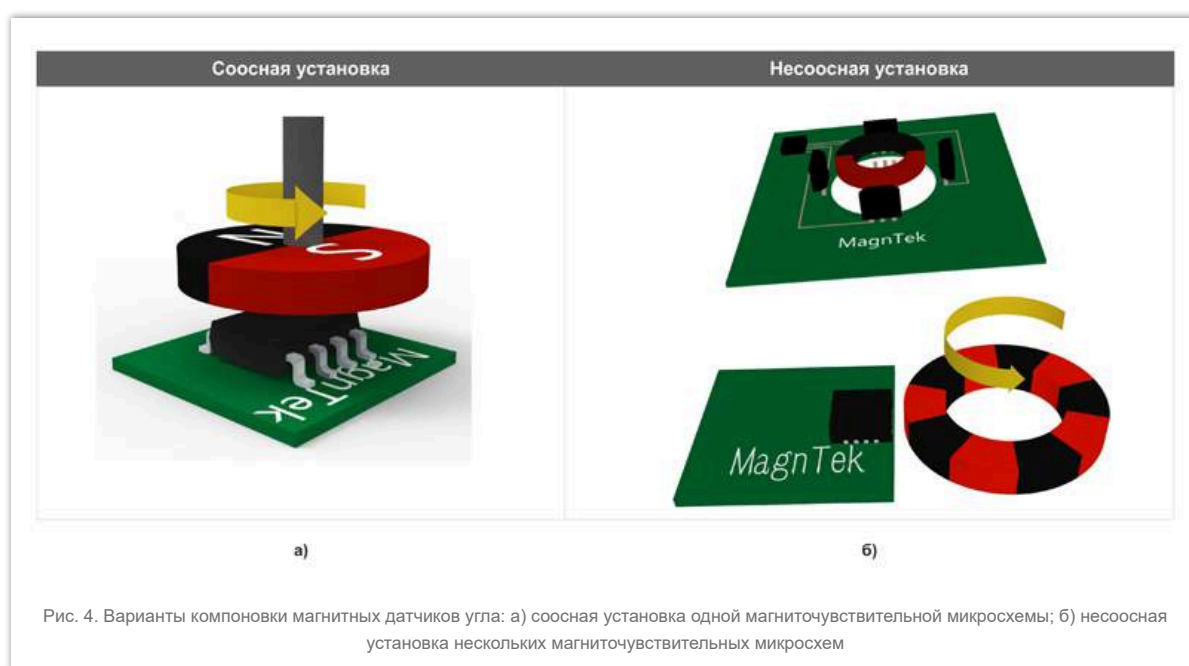 Соосная установка
Несоосная установка
N
S
MagnTek
MagnTek
MagnTek
а)
б)
Рис. 4. Варианты компоновки магнитных датчиков угла: а) соосная установка одной магниточувствительной микросхемы; б) несоосная
установка нескольких магниточувствительных микросхем